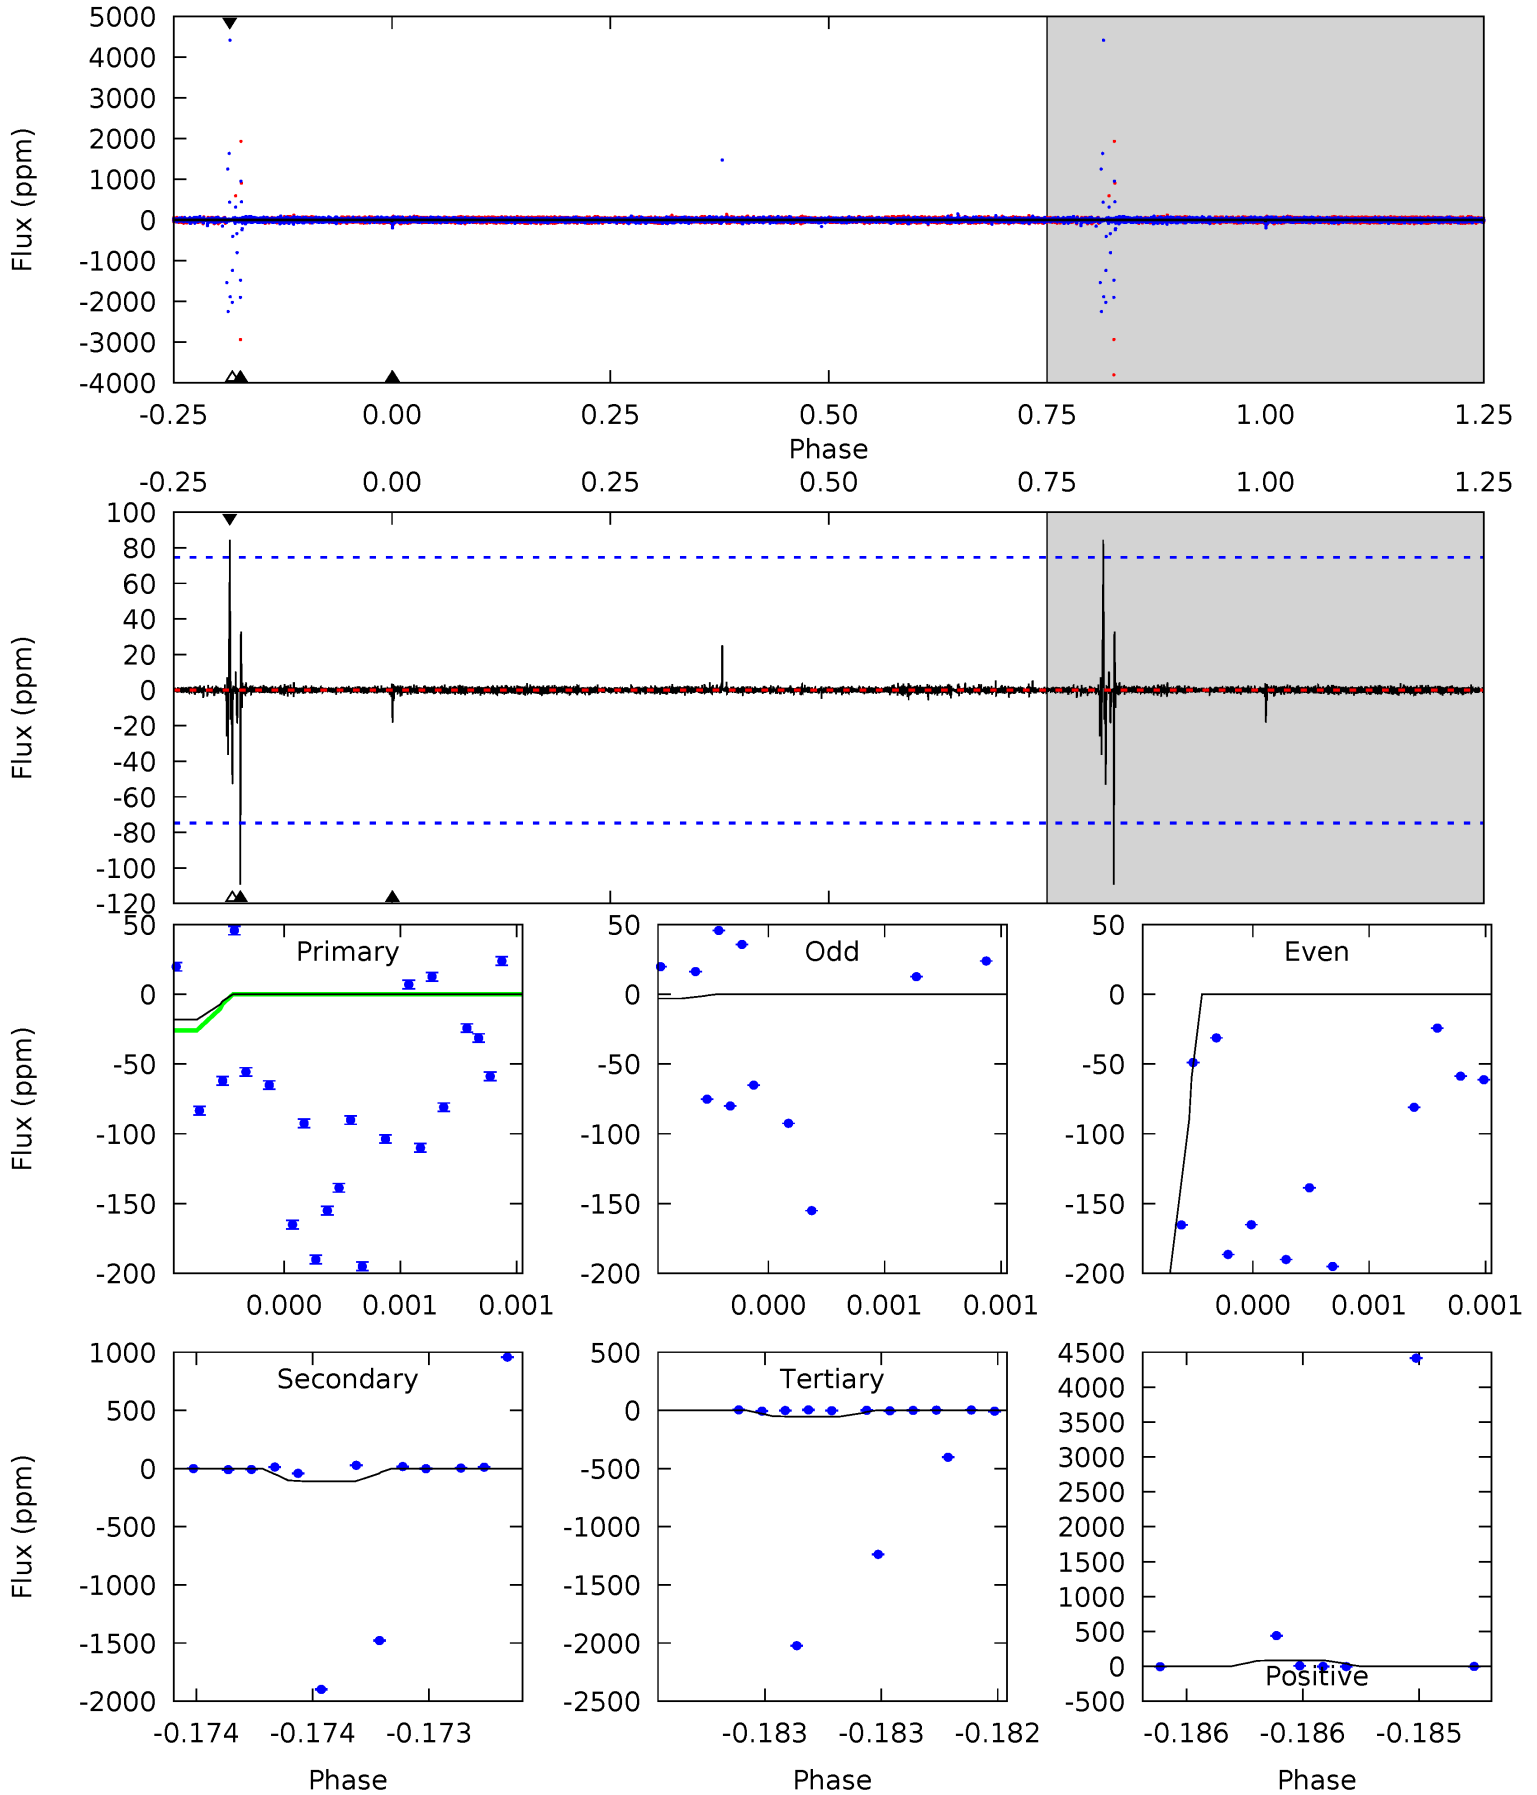 5000
4000
3000
2000
1000
0
-1000
-2000
-3000
-4000
Flux (ppm)
-0.25 0.00 0.25 0.50 0.75 1.00 1.25
Phase
-0.25 0.00 0.25 0.50 0.75 1.00 1.25
100
80
60
40
20
0
-20
-40
-60
-80
-100
-120
Flux (ppm)
Primary
50
0
-50
-100
-150
-200
Flux (ppm)
0.000 0.001 0.001
Odd
50
0
-50
-100
-150
-200
0.000 0.001 0.001
Even
50
0
-50
-100
-150
-200
0.000 0.001 0.001
Secondary
1000
500
0
-500
-1000
-1500
-2000
Flux (ppm)
-0.174 -0.174 -0.173
Phase
Tertiary
500
0
-500
-1000
-1500
-2000
-2500
-0.183 -0.183 -0.182
Phase
4500
4000
3500
3000
2500
2000
1500
1000
500
0
-500
Positive
-0.186 -0.186 -0.185
Phase